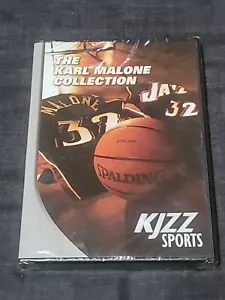 THE
KARL MALONE
COLLECTION
MALONE
32
JAZZ
32
SPALDING
KJZZ
SPORTS